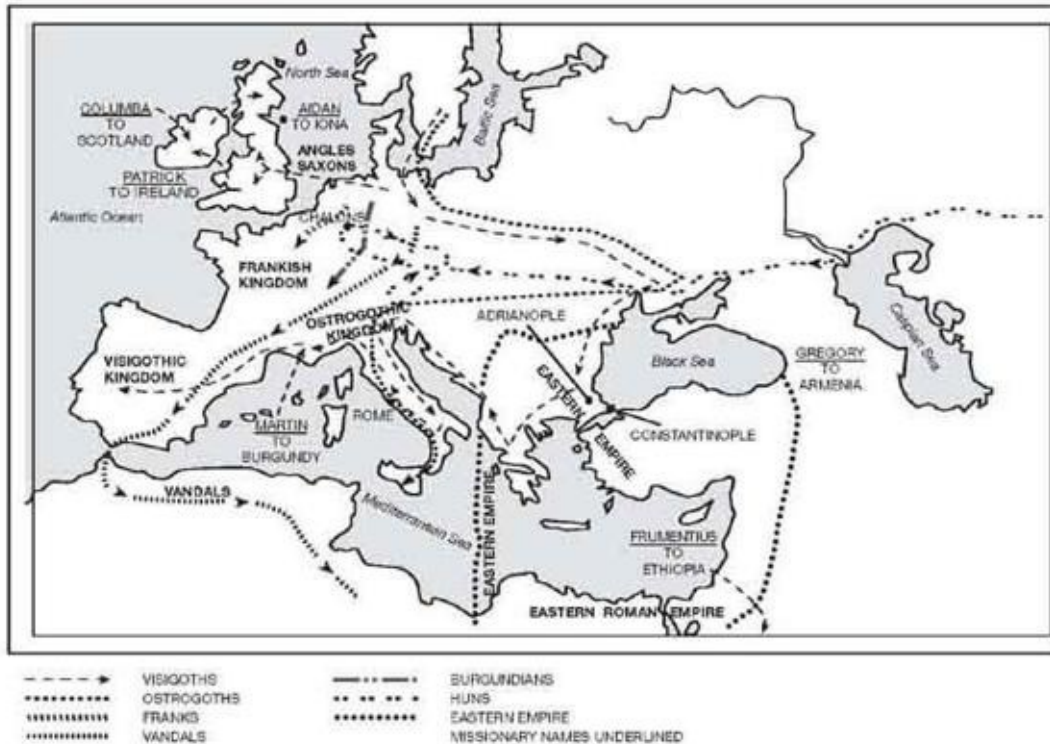 North Sea
COLUMBA
TO
SCOTLAND
AIDAN
TO IONA
Baltic Sea
ANGLES
SAXONS
PATRICK
TO IRELAND
Atlantic Ocean
CHALONS
FRANKISH
KINGDOM
OSTROGOTHIC
KINGDOM
ADRIANOPLE
Caspian Sea
Black Sea
GREGORY
TO
ARMENIA
VISIGOTHIC
KINGDOM
EASTERN
EMPIRE
ROME
MARTIN
TO
BURGUNDY
CONSTANTINOPLE
VANDALS
Mediterranean Sea
EASTERN EMPIRE
FRUMENTIUS
TO
ETHIOPIA
EASTERN ROMAN EMPIRE
VISIGOTHS
OSTROGOTHS
FRANKS
VANDALS
BURGUNDIANS
HUNS
EASTERN EMPIRE
MISSIONARY NAMES UNDERLINED